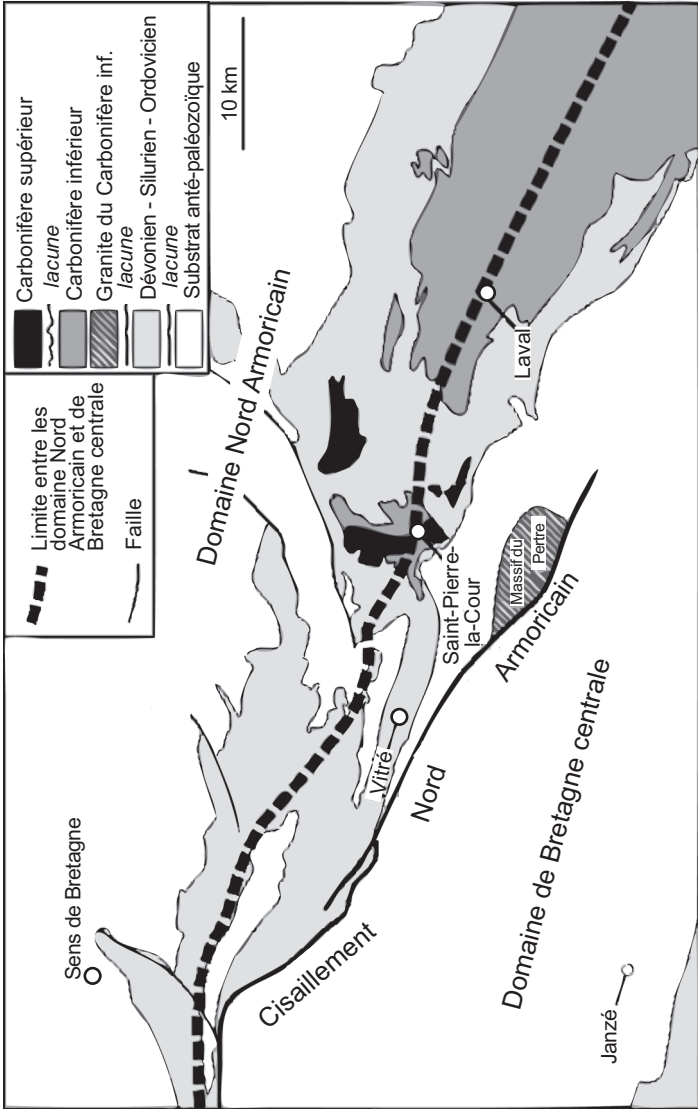 Limite entre les
domaine Nord
Armoricain et de
Bretagne centrale
Faille
Carbonifère supérieur
lacune
Carbonifère inférieur
Granite du Carbonifère inf.
lacune
Dévonien - Silurien - Ordovicien
lacune
Substrat anté-paléozoïque
10 km
Sens de Bretagne
Domaine Nord Armoricain
Vitré
Saint-Pierre-
la-Cour
Laval
Massif du
Pertre
Cisaillement
Nord
Armoricain
Domaine de Bretagne centrale
Janzé